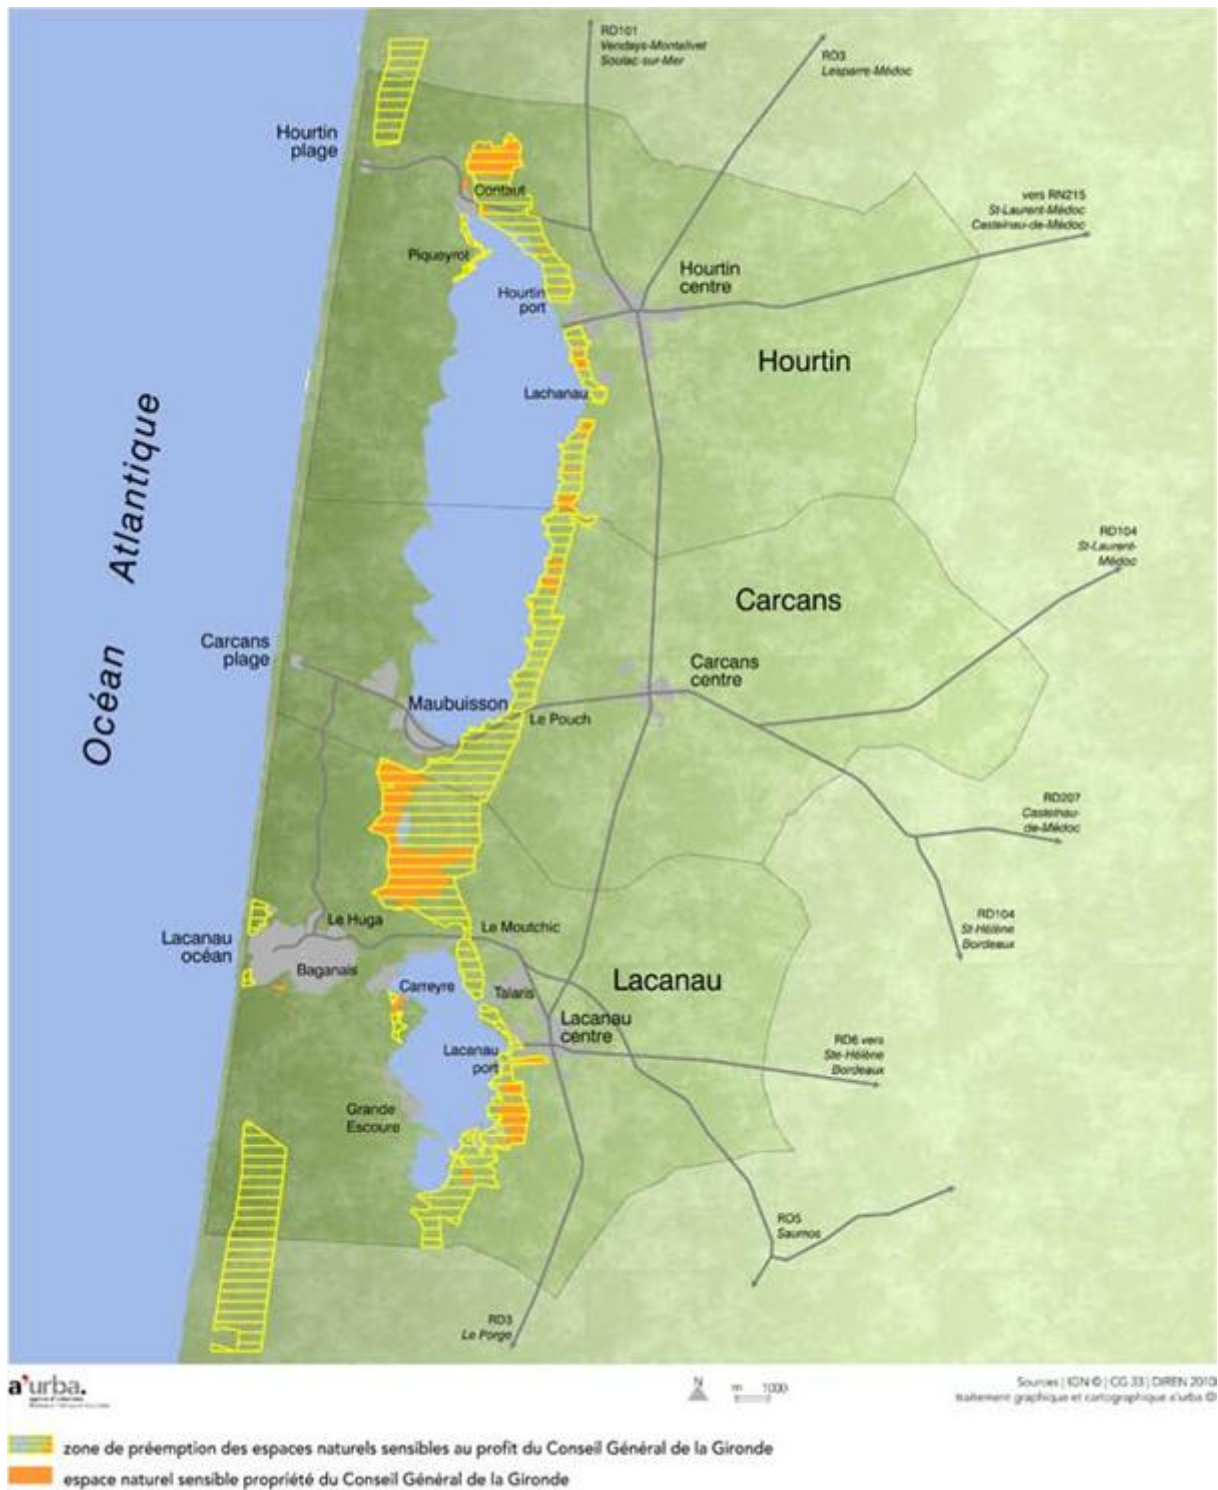 RD101
Vendays-Montalivet
Soulac-sur-Mer
RD3
Lesparre-Médoc
Hourtin
plage
Contaut
vers RN215
St-Laurent-Médoc
Castelnau-de-Médoc
Piqueyrot
Hourtin
port
Hourtin
centre
Hourtin
Lachanau
Océan Atlantique
RD104
St-Laurent-
Médoc
Carcans
Carcans
plage
Carcans
centre
Maubuisson
Le Pouch
RD207
Castelnau-
de-Médoc
RD104
St-Hélène
Bordeaux
Le Huga
Le Moutchic
Lacanau
océan
Baganais
Carreyre
Talaris
Lacanau
Lacanau
centre
Lacanau
port
RD6 vers
Ste-Hélène
Bordeaux
Grande
Escoure
RD5
Saumos
RD3
Le Porge
a'urba.
N
m 1000
Sources | IGN © | CG 33 | DIREN 2010
traitement graphique et cartographique a'urba ©
zone de préemption des espaces naturels sensibles au profit du Conseil Général de la Gironde
espace naturel sensible propriété du Conseil Général de la Gironde